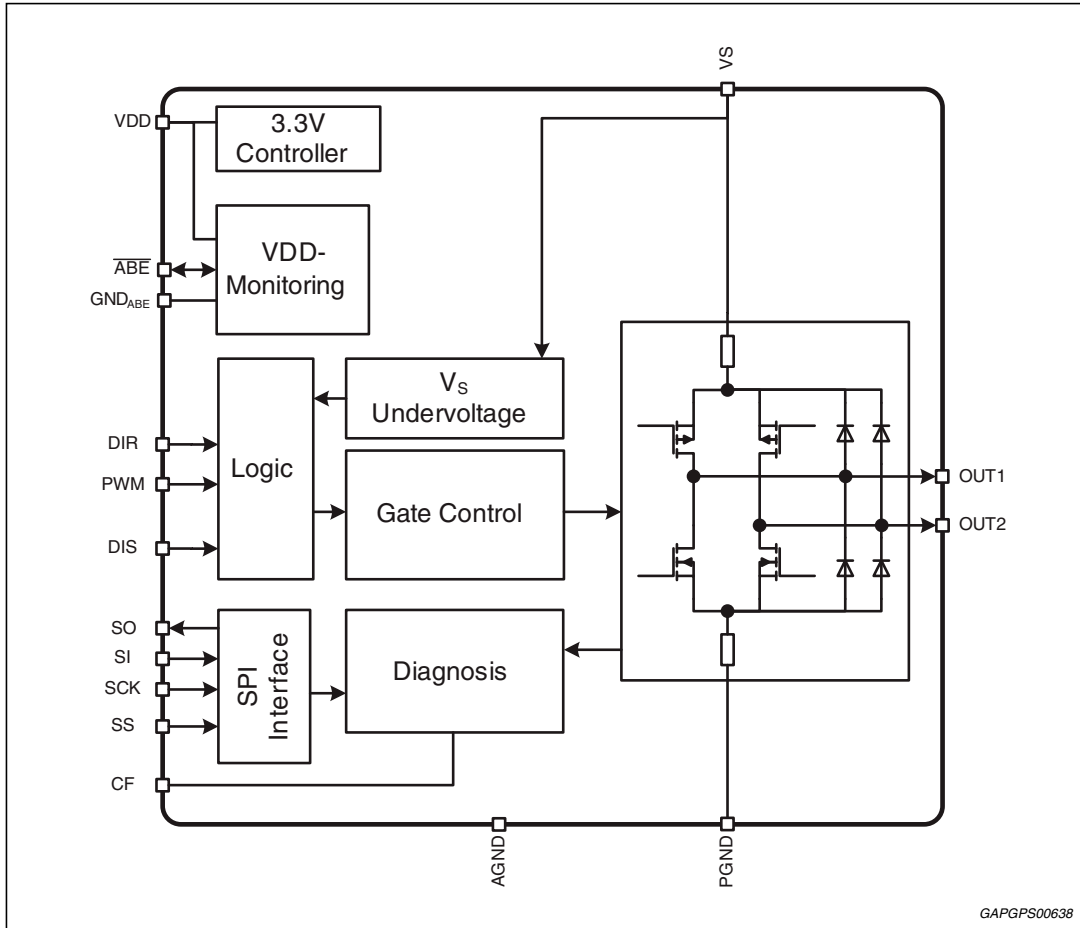 VS
VDD
3.3V
Controller
VDD-
Monitoring
ABE
GNDABE
VS
Undervoltage
DIR
PWM
DIS
Logic
Gate Control
OUT1
OUT2
SO
SI
SCK
SS
CF
SPI
Interface
Diagnosis
AGND
PGND
GAPGPS00638